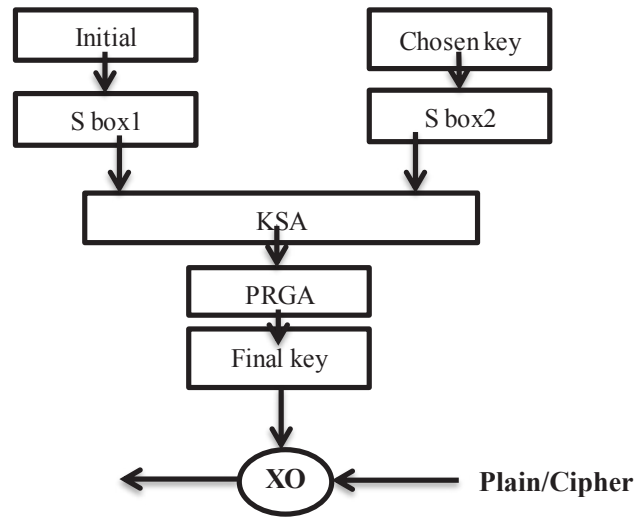 Initial
Chosen key
S box1
S box2
KSA
PRGA
Final key
XO
Plain/Cipher